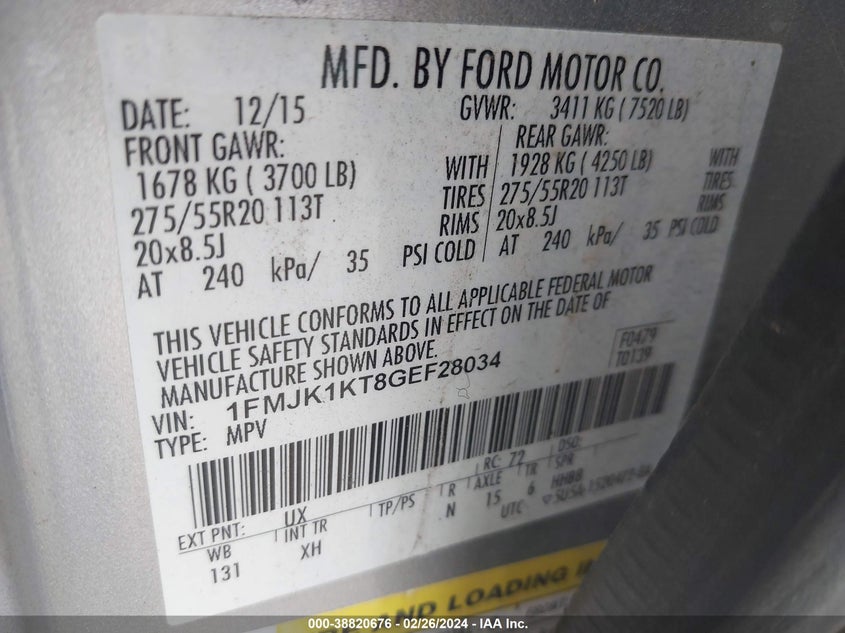 MFD. BY FORD MOTOR CO.
DATE: 12/15 GVWR: 3411 KG ( 7520 LB)
FRONT GAWR: REAR GAWR:
1678 KG ( 3700 LB) WITH 1928 KG ( 4250 LB) WITH
275/55R20 113T TIRES 275/55R20 113T TIRES
20x8.5J RIMS 20x8.5J RIMS
AT 240 kPa/ 35 PSI COLD AT 240 kPa/ 35 PSI COLD
THIS VEHICLE CONFORMS TO ALL APPLICABLE FEDERAL MOTOR
VEHICLE SAFETY STANDARDS IN EFFECT ON THE DATE OF
MANUFACTURE SHOWN ABOVE.
F0479
T0139
VIN: 1FMJK1KT8GEF28034
TYPE: MPV
EXT PNT: UX RC: 72 DSO:
WB INT TR TP/PS R AXLE TR SPR
131 XH N 15 6 HHBB
UTC
AND LOADING
000-38820676 - 02/26/2024 - IAA Inc.